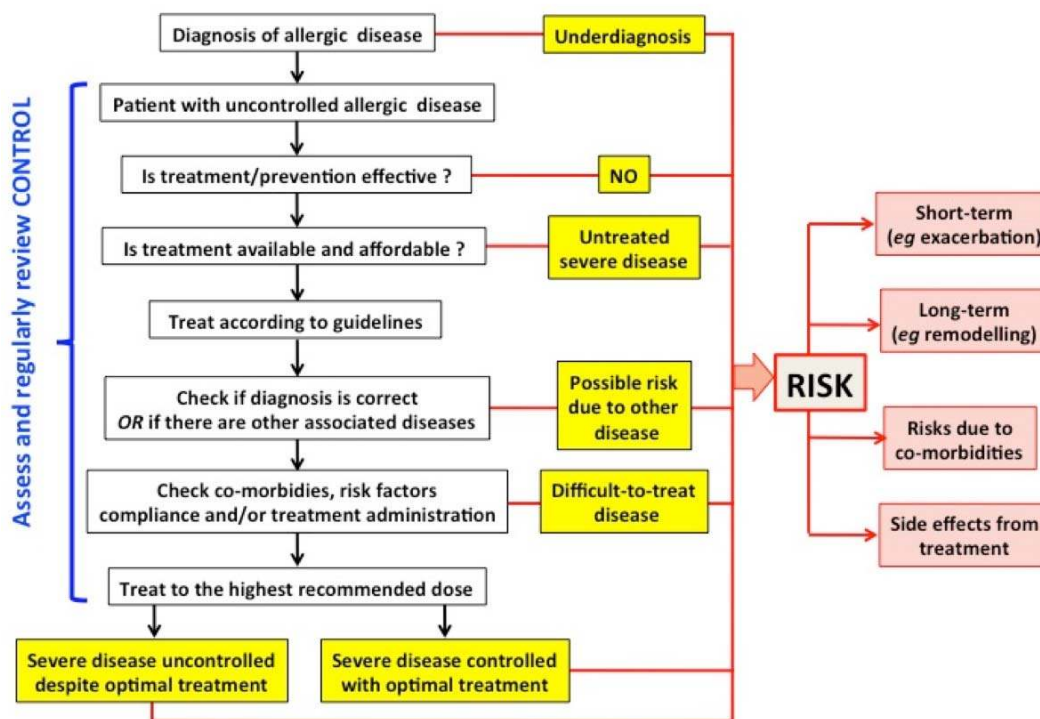 Diagnosis of allergic disease
Underdiagnosis
Assess and regularly review CONTROL
Patient with uncontrolled allergic disease
Is treatment/prevention effective ?
NO
Is treatment available and affordable ?
Untreated
severe disease
Treat according to guidelines
Check if diagnosis is correct
OR if there are other associated diseases
Possible risk
due to other
disease
Check co-morbidies, risk factors
compliance and/or treatment administration
Difficult-to-treat
disease
Treat to the highest recommended dose
Severe disease uncontrolled
despite optimal treatment
Severe disease controlled
with optimal treatment
RISK
Short-term
(eg exacerbation)
Long-term
(eg remodelling)
Risks due to
co-morbidities
Side effects from
treatment